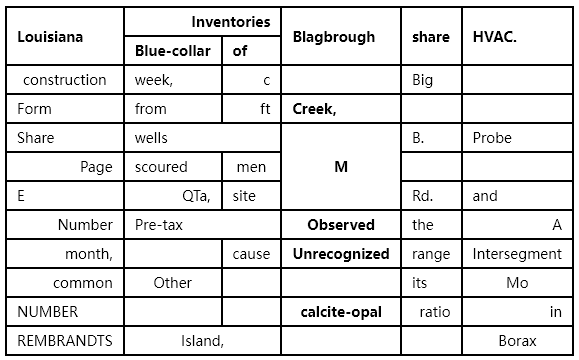 Louisiana Inventories Blagbrough share HVAC.
Blue-collar of
construction week, c Big
Form from ft Creek,
Share wells B. Probe
Page scoured men M
E QTa, site Rd. and
Number Pre-tax Observed the A
month, cause Unrecognized range Intersegment
common Other its Mo
NUMBER calcite-opal ratio in
REMBRANDTS Island, Borax